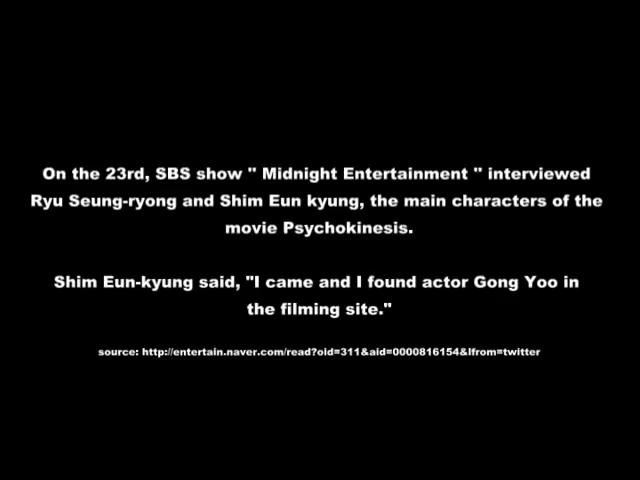 On the 23rd, SBS show " Midnight Entertainment " interviewed
Ryu Seung-ryong and Shim Eun kyung, the main characters of the
movie Psychokinesis.
Shim Eun-kyung said, "I came and I found actor Gong Yoo in
the filming site."
source: http://entertain.naver.com/read?oid=311&aid=0000816154&lfrom=twitter